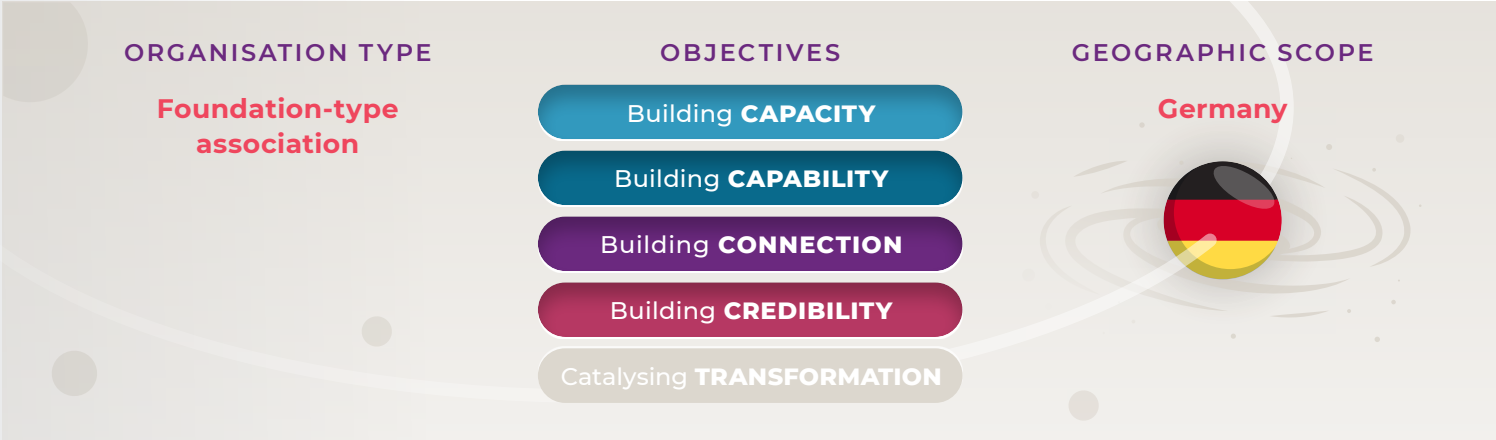 ORGANISATION TYPE
Foundation-type
association
OBJECTIVES
Building CAPACITY
Building CAPABILITY
Building CONNECTION
Building CREDIBILITY
Catalysing TRANSFORMATION
GEOGRAPHIC SCOPE
Germany